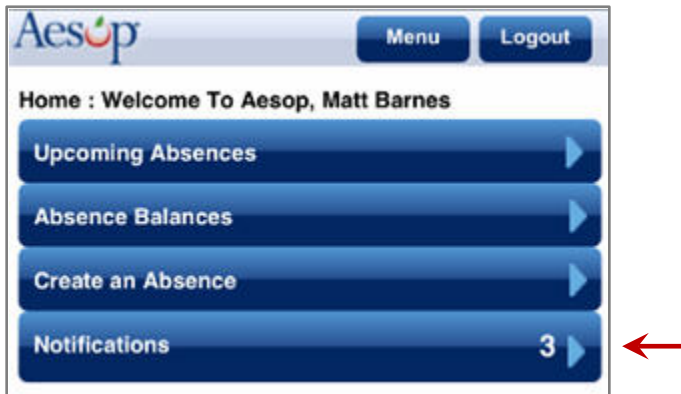 Aesop
Menu Logout
Home : Welcome To Aesop, Matt Barnes
Upcoming Absences
Absence Balances
Create an Absence
Notifications 3